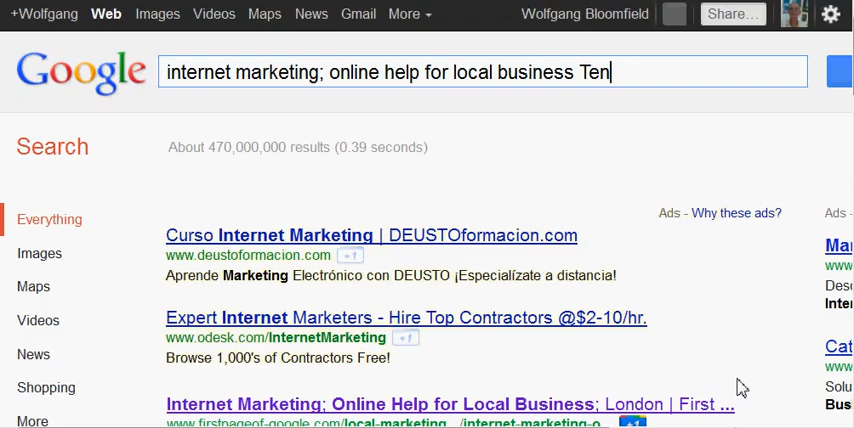 +Wolfgang Web Images Videos Maps News Gmail More Wolfgang Bloomfield Share…
Google internet marketing; online help for local business Ten
Search About 470,000,000 results (0.39 seconds)
Everything
Images
Maps
Videos
News
Shopping
More
Ads - Why these ads?
Curso Internet Marketing | DEUSTOformacion.com
www.deustoformacion.com +1
Aprende Marketing Electrónico con DEUSTO ¡Especialízate a distancia!
Expert Internet Marketers - Hire Top Contractors @$2-10/hr.
www.odesk.com/InternetMarketing +1
Browse 1,000's of Contractors Free!
Internet Marketing; Online Help for Local Business; London | First ...
www.firstpageof-google.com/local-marketing.../internet-marketing-o... +1
Ads -
Mar
www
Desc
Inter
Cat
www
Solu
Bus